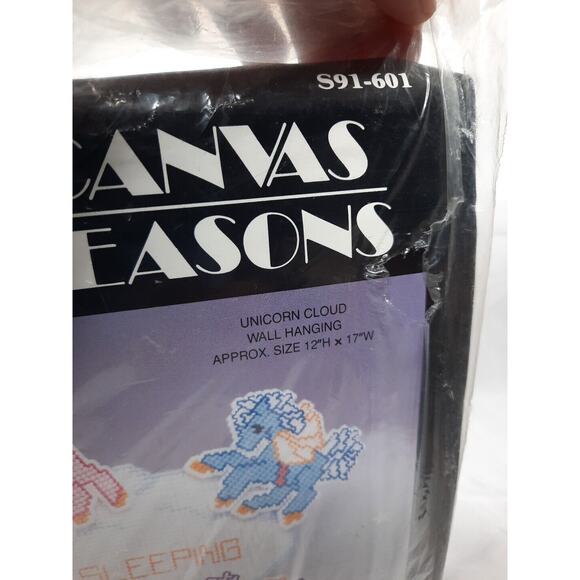 S91-601
CANVAS
EASONS
UNICORN CLOUD
WALL HANGING
APPROX. SIZE 12"H x 17"W
SLEEPING